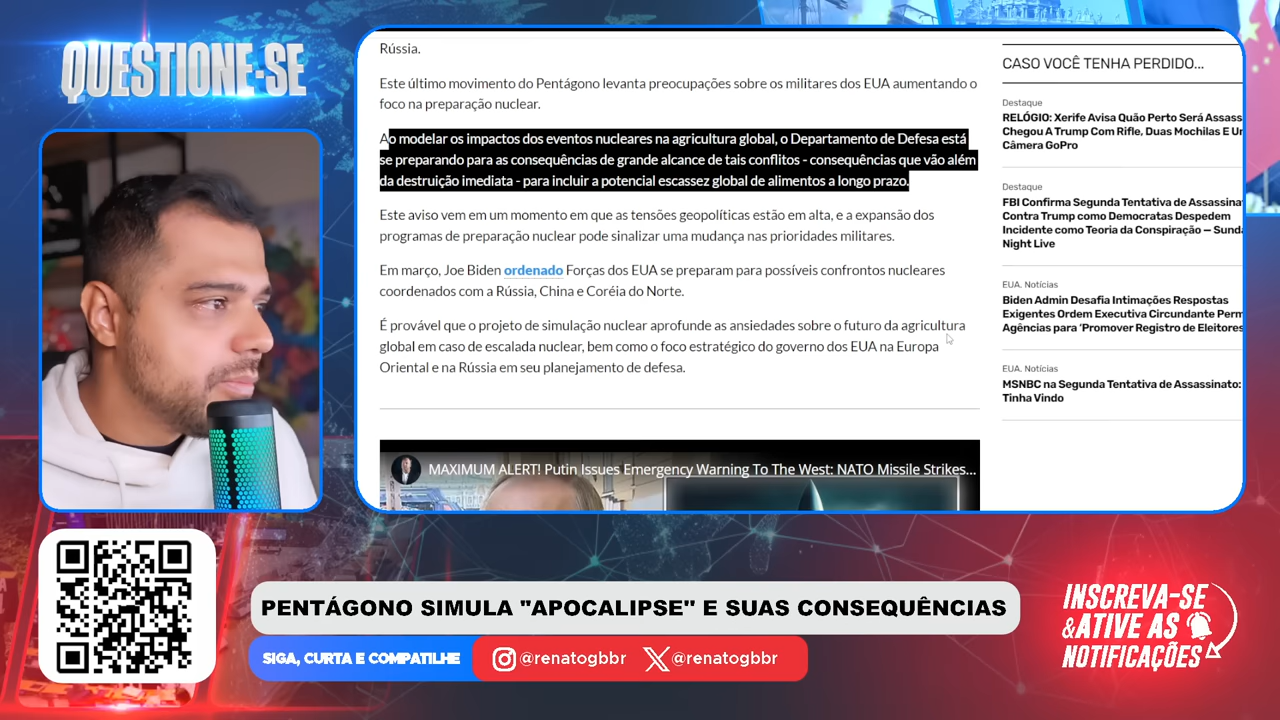 QUESTIONE-SE
Rússia.
Este último movimento do Pentágono levanta preocupações sobre os militares dos EUA aumentando o
foco na preparação nuclear.
Ao modelar os impactos dos eventos nucleares na agricultura global, o Departamento de Defesa está
se preparando para as consequências de grande alcance de tais conflitos - consequências que vão além
da destruição imediata - para incluir a potencial escassez global de alimentos a longo prazo.
Este aviso vem em um momento em que as tensões geopolíticas estão em alta, e a expansão dos
programas de preparação nuclear pode sinalizar uma mudança nas prioridades militares.
Em março, Joe Biden ordenado Forças dos EUA se preparam para possíveis confrontos nucleares
coordenados com a Rússia, China e Coréia do Norte.
É provável que o projeto de simulação nuclear aprofunde as ansiedades sobre o futuro da agricultura
global em caso de escalada nuclear, bem como o foco estratégico do governo dos EUA na Europa
Oriental e na Rússia em seu planejamento de defesa.
MAXIMUM ALERT! Putin Issues Emergency Warning To The West: NATO Missile Strikes...
CASO VOCÊ TENHA PERDIDO...
Destaque
RELÓGIO: Xerife Avisa Quão Perto Será Assass
Chegou A Trump Com Rifle, Duas Mochilas E Ur
Câmera GoPro
Destaque
FBI Confirma Segunda Tentativa de Assassinat
Contra Trump como Democratas Despedem
Incidente como Teoria da Conspiração — Sunda
Night Live
EUA. Notícias
Biden Admin Desafia Intimações Respostas
Exigentes Ordem Executiva Circundante Perm
Agências para 'Promover Registro de Eleitores
EUA. Notícias
MSNBC na Segunda Tentativa de Assassinato:
Tinha Vindo
PENTÁGONO SIMULA "APOCALIPSE" E SUAS CONSEQUÊNCIAS
SIGA, CURTA E COMPATILHE
@renatogbbr
@renatogbbr
INSCREVA-SE
&ATIVE AS
NOTIFICAÇÕES